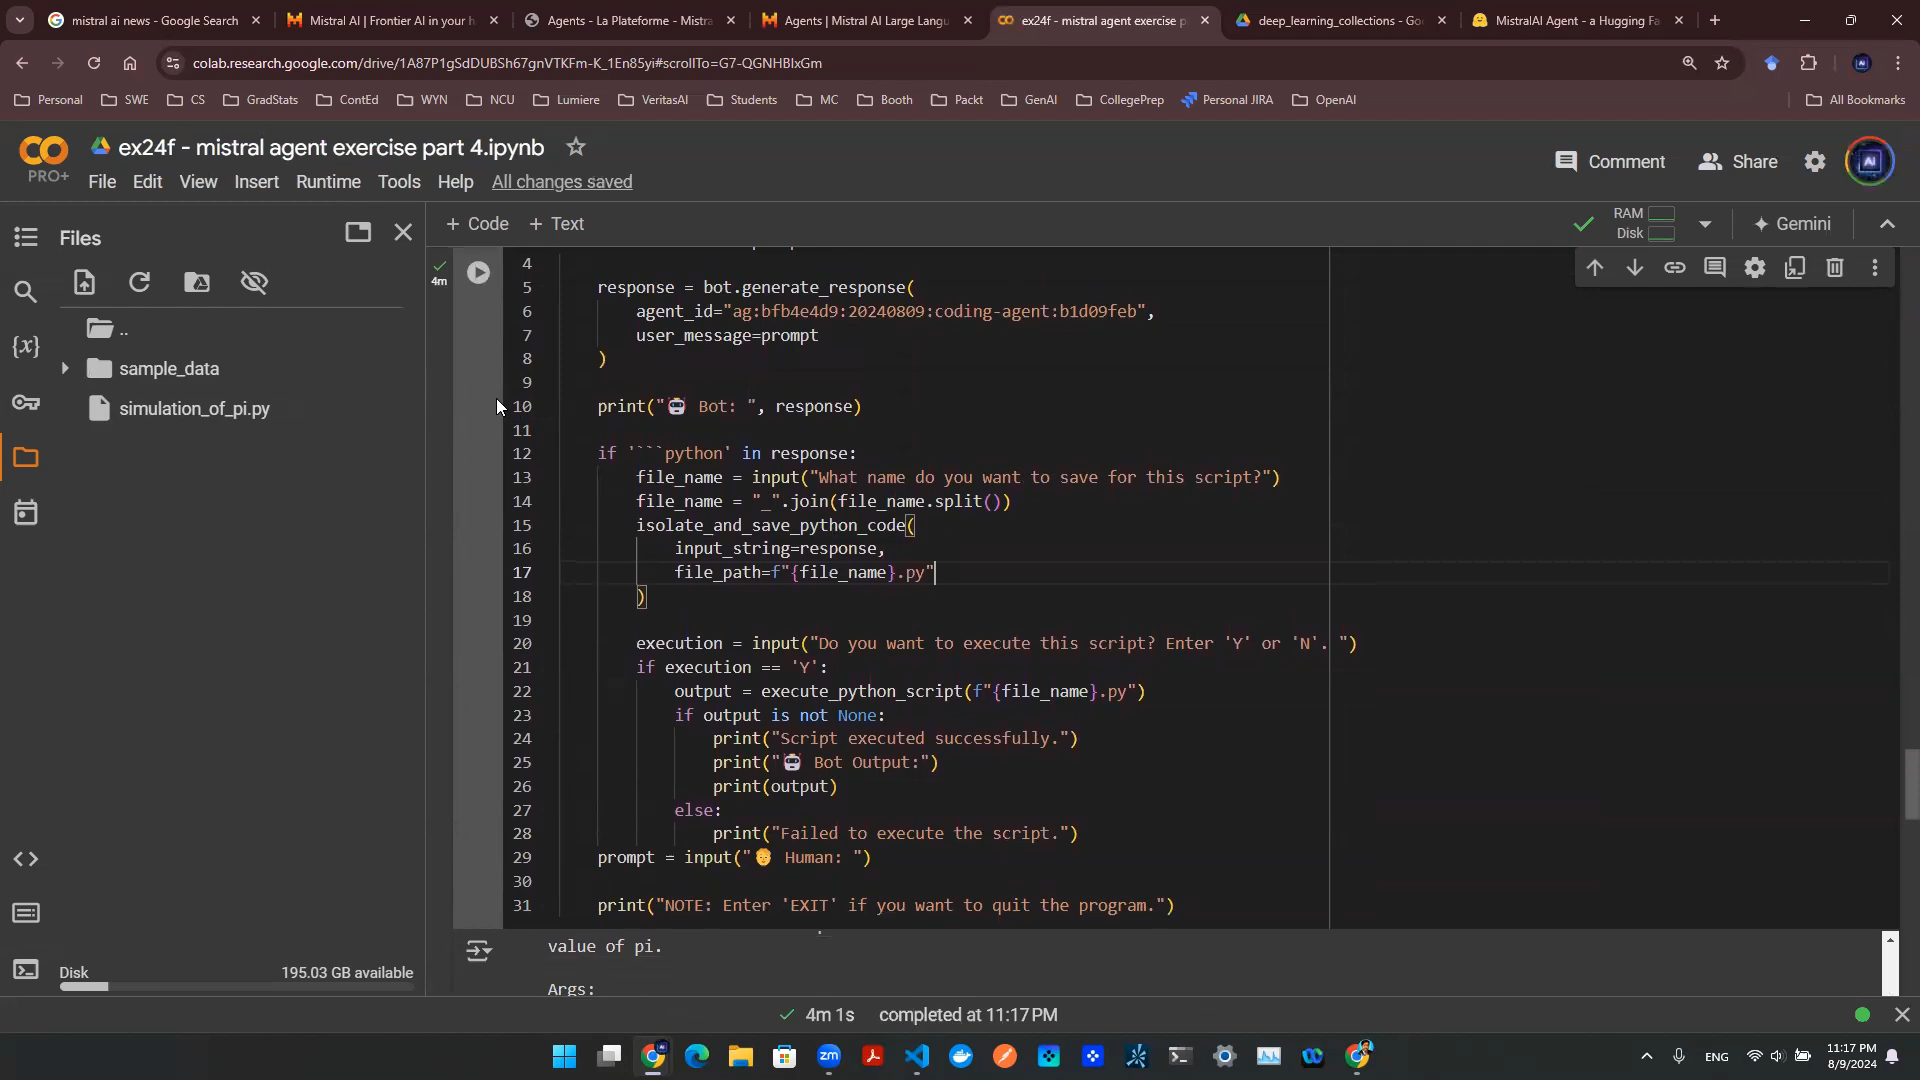 mistral ai news - Google Search
Mistral AI | Frontier AI in your h
Agents - La Plateforme - Mistra
Agents | Mistral AI Large Langu
ex24f - mistral agent exercise p
deep_learning_collections - Goo
MistralAI Agent - a Hugging Fa
colab.research.google.com/drive/1A87P1gSdDUBSh67gnVTKFm-K_1En85yi#scrollTo=G7-QGNHBlxGm
Personal
SWE
CS
GradStats
ContEd
WYN
NCU
Lumiere
VeritasAI
Students
MC
Booth
Packt
GenAI
CollegePrep
Personal JIRA
OpenAI
All Bookmarks
PRO+
ex24f - mistral agent exercise part 4.ipynb
Comment
Share
File Edit View Insert Runtime Tools Help All changes saved
Files
+ Code + Text
RAM
Disk
Gemini
..
sample_data
simulation_of_pi.py
Disk
195.03 GB available
4m
4
5 response = bot.generate_response(
6 agent_id="ag:bfb4e4d9:20240809:coding-agent:b1d09feb",
7 user_message=prompt
8 )
9
10 print("🤖 Bot: ", response)
11
12 if '```python' in response:
13 file_name = input("What name do you want to save for this script?")
14 file_name = "_".join(file_name.split())
15 isolate_and_save_python_code(
16 input_string=response,
17 file_path=f"{file_name}.py"
18 )
19
20 execution = input("Do you want to execute this script? Enter 'Y' or 'N'. ")
21 if execution == 'Y':
22 output = execute_python_script(f"{file_name}.py")
23 if output is not None:
24 print("Script executed successfully.")
25 print("🤖 Bot Output:")
26 print(output)
27 else:
28 print("Failed to execute the script.")
29 prompt = input("🧑 Human: ")
30
31 print("NOTE: Enter 'EXIT' if you want to quit the program.")
value of pi.
Args:
4m 1s completed at 11:17 PM
ENG
11:17 PM
8/9/2024